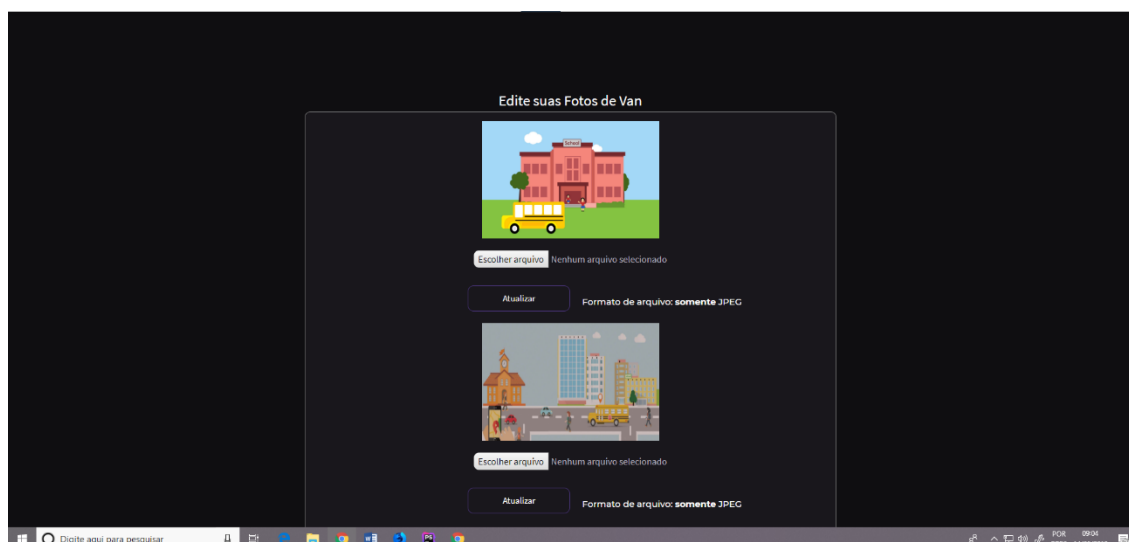 Edite suas Fotos de Van
School
Escolher arquivo Nenhum arquivo selecionado
Atualizar Formato de arquivo: somente JPEG
Escolher arquivo Nenhum arquivo selecionado
Atualizar Formato de arquivo: somente JPEG
Digite aqui para pesquisar POR 09:04